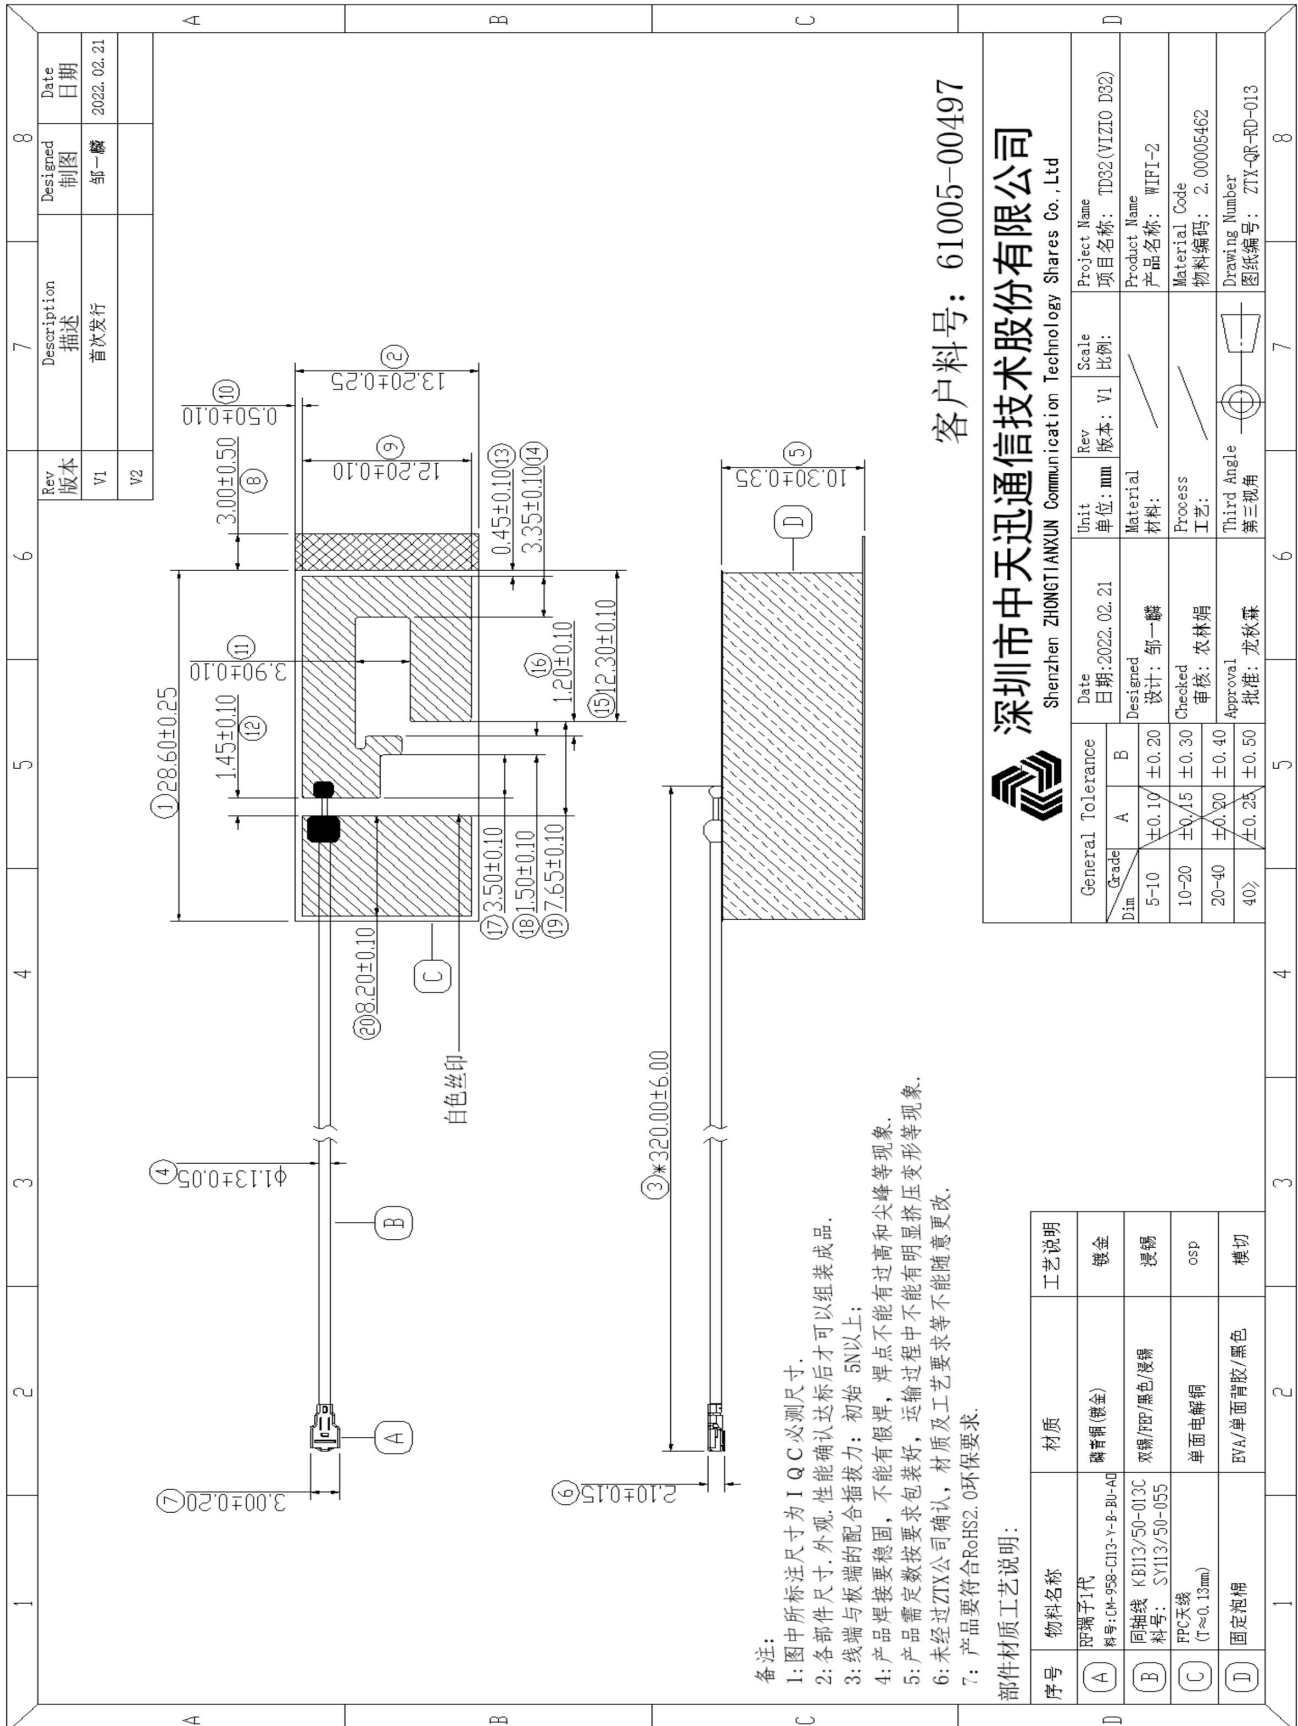 1
2
3
4
5
6
7
8
A
B
C
D
Rev
版本
Description
描述
Designed
制图
Date
日期
V1
首次发行
邹一麟
2022.02.21
V2
①28.60±0.25
3.00±0.50
⑧
0.50±0.10
⑩
1.45±0.10
⑫
3.90±0.10
⑪
12.20±0.10
⑨
13.20±0.25
②
④
ϕ1.13±0.05
⑦
3.00±0.20
A
B
C
⑳8.20±0.10
白色丝印
0.45±0.10⑬
3.35±0.10⑭
⑯
1.20±0.10
⑮12.30±0.10
⑰3.50±0.10
⑱1.50±0.10
⑲7.65±0.10
③*320.00±6.00
⑥
2.10±0.15
⑤
10.30±0.35
D
客户料号: 61005-00497
备注:
1:图中所标注尺寸为IQC必测尺寸.
2:各部件尺寸.外观.性能确认达标后才可以组装成品.
3:线端与板端的配合插拔力: 初始 5N以上;
4:产品焊接要稳固, 不能有假焊, 焊点不能有过高和尖峰等现象.
5:产品需定数按要求包装好, 运输过程中不能有明显挤压变形等现象.
6:未经过ZTX公司确认, 材质及工艺要求等不能随意更改.
7: 产品要符合RoHS2.0环保要求.
部件材质工艺说明:
序号 物料名称 材质 工艺说明
A RF端子1代 磷青铜(镀金) 镀金
料号:CM-958-C113-Y-B-BU-AD
B 同轴线 KB113/50-013C 双锡/FEP/黑色/浸锡 浸锡
料号: SY113/50-055
C FPC天线 单面电解铜 osp
(T≈0.13mm)
D 固定泡棉 EVA/单面背胶/黑色 模切
深圳市中天迅通信技术股份有限公司
Shenzhen ZHONGTIANXUN Communication Technology Shares Co., Ltd
General Tolerance
Grade
Dim
A
B
5-10 ±0.10 ±0.20
10-20 ±0.15 ±0.30
20-40 ±0.20 ±0.40
40> ±0.25 ±0.50
Date
日期:2022.02.21
Unit
单位: mm
Rev
版本: V1
Scale
比例:
Project Name
项目名称: TD32(VIZIO D32)
Designed
设计: 邹一麟
Material
材料:
Product Name
产品名称: WIFI-2
Checked
审核: 农林娟
Process
工艺:
Material Code
物料编码: 2.00005462
Approval
批准: 龙秋霖
Third Angle
第三视角
Drawing Number
图纸编号: ZTX-QR-RD-013
1
2
3
4
5
6
7
8
A
B
C
D